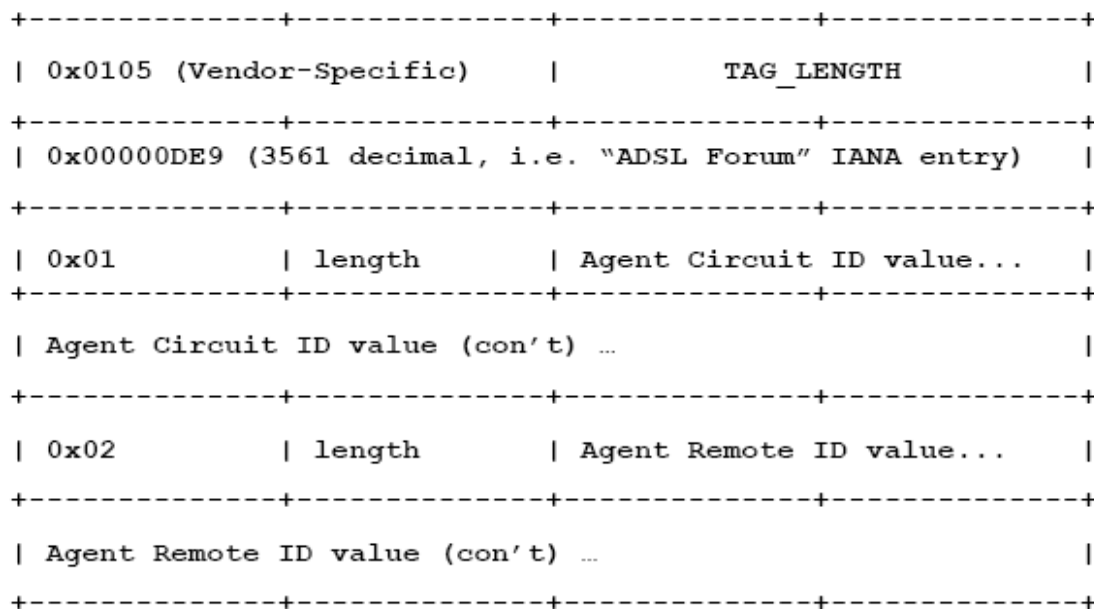 +--------------+--------------+--------------+--------------+
| 0x0105 (Vendor-Specific) | TAG_LENGTH |
+--------------+--------------+--------------+--------------+
| 0x00000DE9 (3561 decimal, i.e. “ADSL Forum” IANA entry) |
+--------------+--------------+--------------+--------------+
| 0x01 | length | Agent Circuit ID value... |
+--------------+--------------+--------------+--------------+
| Agent Circuit ID value (con’t) … |
+--------------+--------------+--------------+--------------+
| 0x02 | length | Agent Remote ID value... |
+--------------+--------------+--------------+--------------+
| Agent Remote ID value (con’t) … |
+--------------+--------------+--------------+--------------+